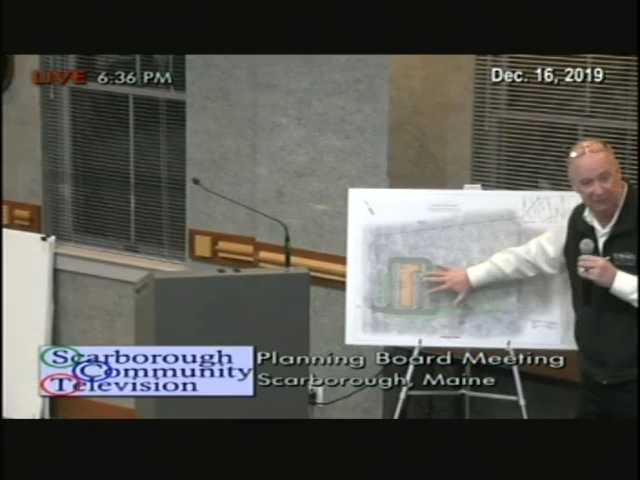 LIVE 6:36 PM
Dec. 16, 2019
Scarborough
Community
Television
Planning Board Meeting
Scarborough, Maine